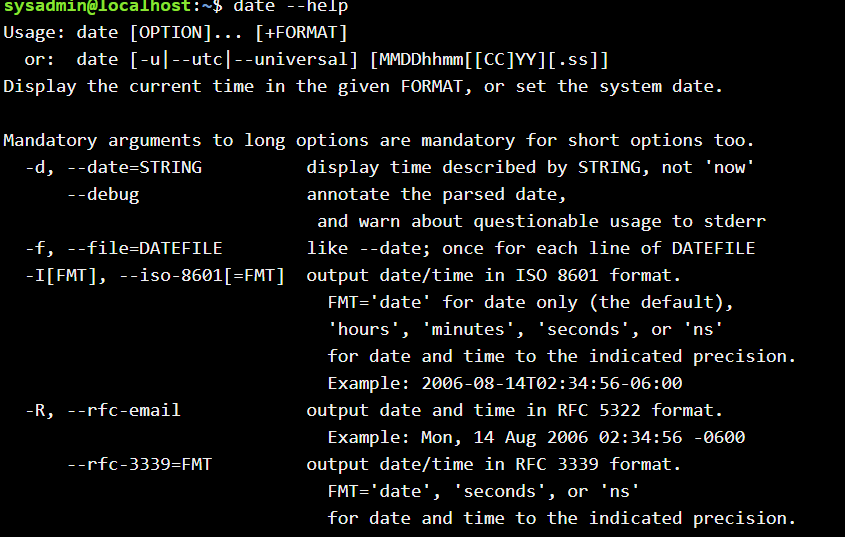 sysadmin@localhost:~$ date --help
Usage: date [OPTION]... [+FORMAT]
  or:  date [-u|--utc|--universal] [MMDDhhmm[[CC]YY][.ss]]
Display the current time in the given FORMAT, or set the system date.

Mandatory arguments to long options are mandatory for short options too.
  -d, --date=STRING          display time described by STRING, not 'now'
      --debug                annotate the parsed date,
                              and warn about questionable usage to stderr
  -f, --file=DATEFILE        like --date; once for each line of DATEFILE
  -I[FMT], --iso-8601[=FMT]  output date/time in ISO 8601 format.
                               FMT='date' for date only (the default),
                               'hours', 'minutes', 'seconds', or 'ns'
                               for date and time to the indicated precision.
                               Example: 2006-08-14T02:34:56-06:00
  -R, --rfc-email            output date and time in RFC 5322 format.
                               Example: Mon, 14 Aug 2006 02:34:56 -0600
      --rfc-3339=FMT         output date/time in RFC 3339 format.
                               FMT='date', 'seconds', or 'ns'
                               for date and time to the indicated precision.